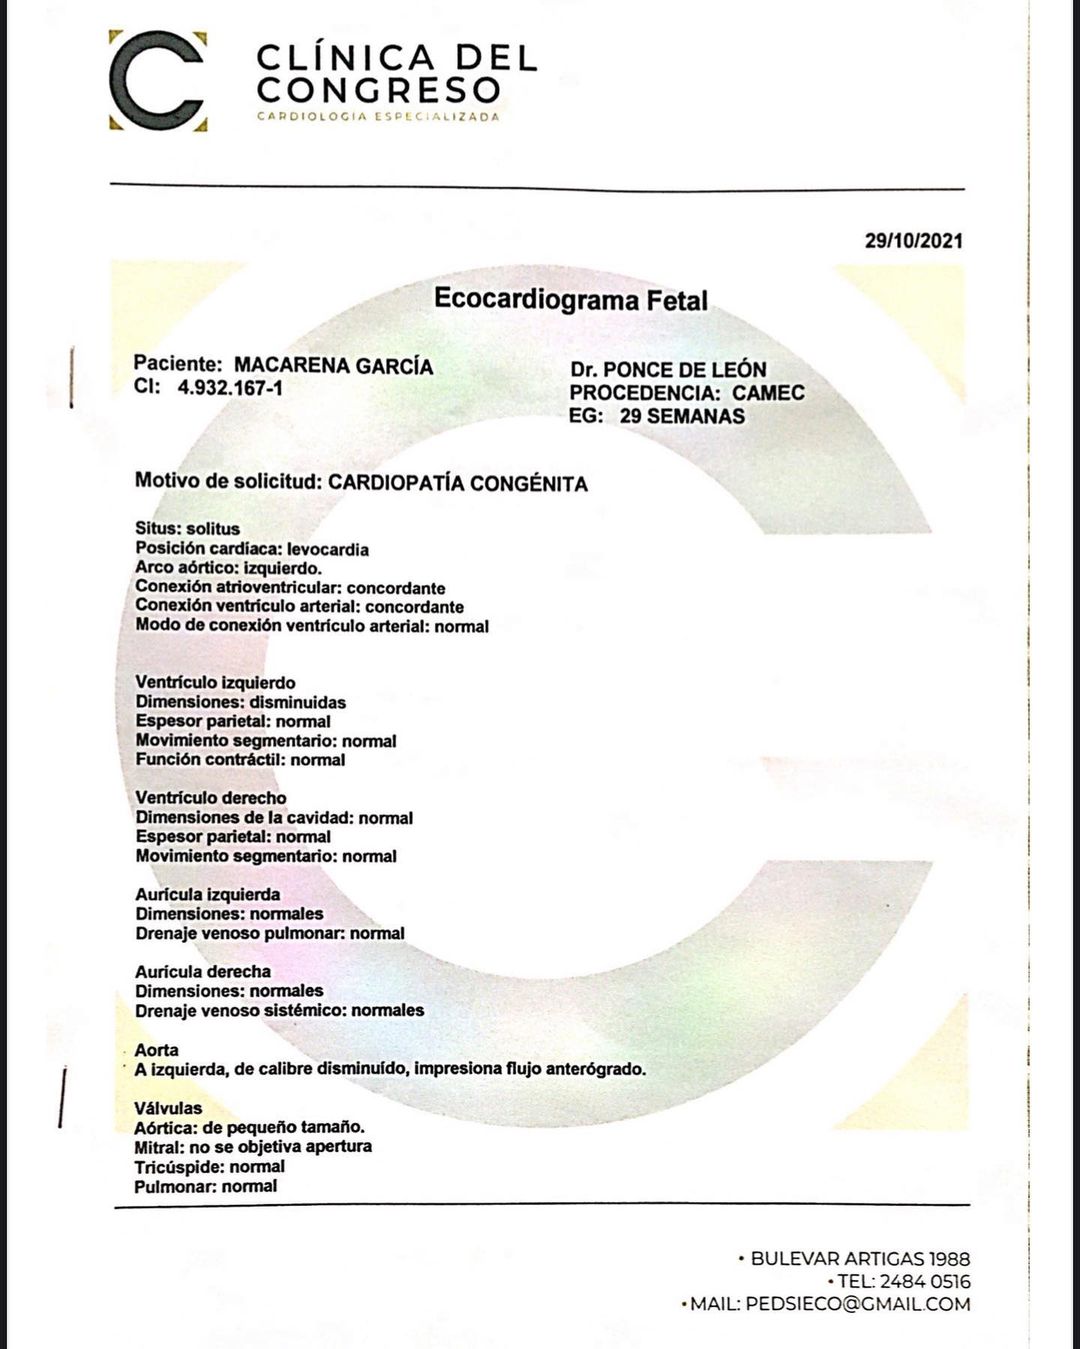 CLÍNICA DEL
CONGRESO
CARDIOLOGÍA ESPECIALIZADA
29/10/2021
Ecocardiograma Fetal
Paciente: MACARENA GARCÍA
CI: 4.932.167-1
Dr. PONCE DE LEÓN
PROCEDENCIA: CAMEC
EG: 29 SEMANAS
Motivo de solicitud: CARDIOPATÍA CONGÉNITA
Situs: solitus
Posición cardíaca: levocardia
Arco aórtico: izquierdo.
Conexión atrioventricular: concordante
Conexión ventrículo arterial: concordante
Modo de conexión ventrículo arterial: normal
Ventrículo izquierdo
Dimensiones: disminuidas
Espesor parietal: normal
Movimiento segmentario: normal
Función contráctil: normal
Ventrículo derecho
Dimensiones de la cavidad: normal
Espesor parietal: normal
Movimiento segmentario: normal
Aurícula izquierda
Dimensiones: normales
Drenaje venoso pulmonar: normal
Aurícula derecha
Dimensiones: normales
Drenaje venoso sistémico: normales
Aorta
A izquierda, de calibre disminuído, impresiona flujo anterógrado.
Válvulas
Aórtica: de pequeño tamaño.
Mitral: no se objetiva apertura
Tricúspide: normal
Pulmonar: normal
• BULEVAR ARTIGAS 1988
• TEL: 2484 0516
• MAIL: PEDSIECO@GMAIL.COM